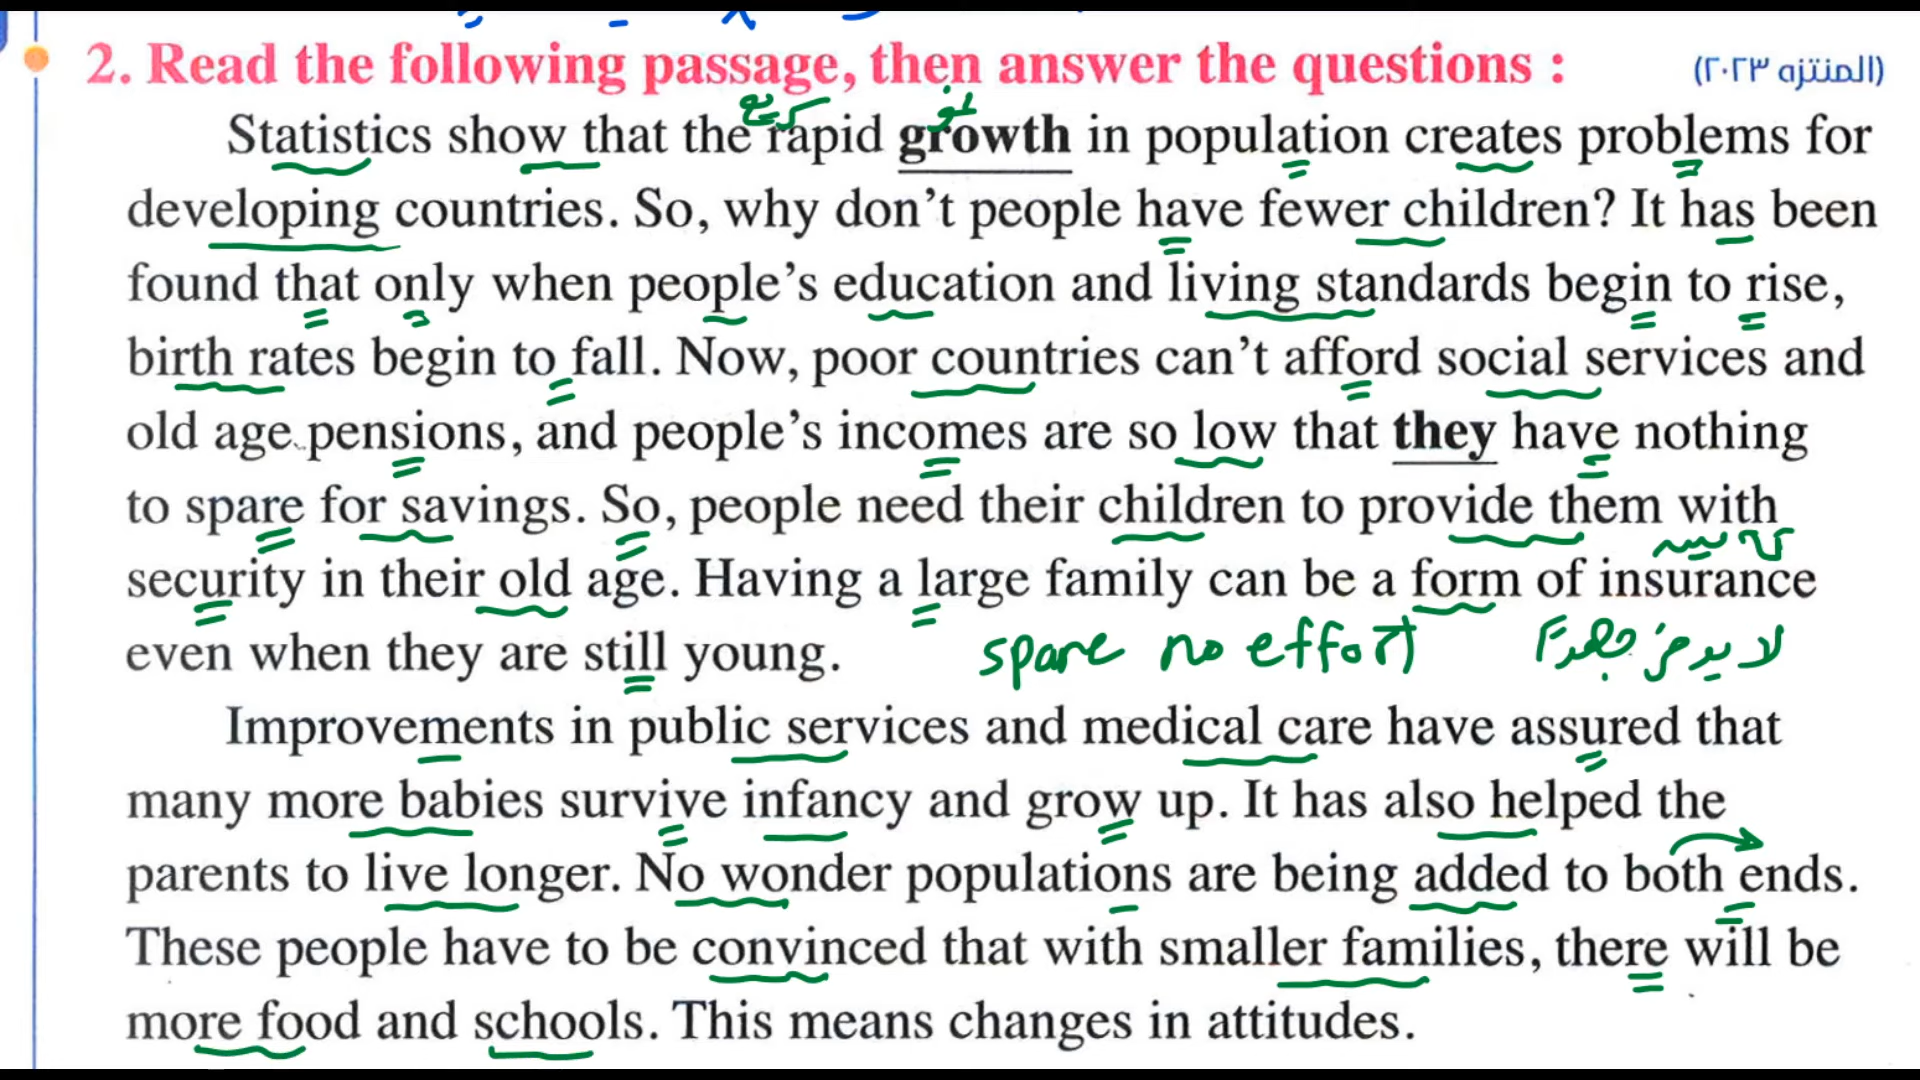 2. Read the following passage, then answer the questions :
(المنتزه ٢٠٢٣)
سريع نمو
Statistics show that the rapid growth in population creates problems for
developing countries. So, why don't people have fewer children? It has been
found that only when people's education and living standards begin to rise,
birth rates begin to fall. Now, poor countries can't afford social services and
old age pensions, and people's incomes are so low that they have nothing
to spare for savings. So, people need their children to provide them with
security in their old age. Having a large family can be a form of insurance
even when they are still young. spare no effort لا يدخر جهداً
Improvements in public services and medical care have assured that
many more babies survive infancy and grow up. It has also helped the
parents to live longer. No wonder populations are being added to both ends.
These people have to be convinced that with smaller families, there will be
more food and schools. This means changes in attitudes.